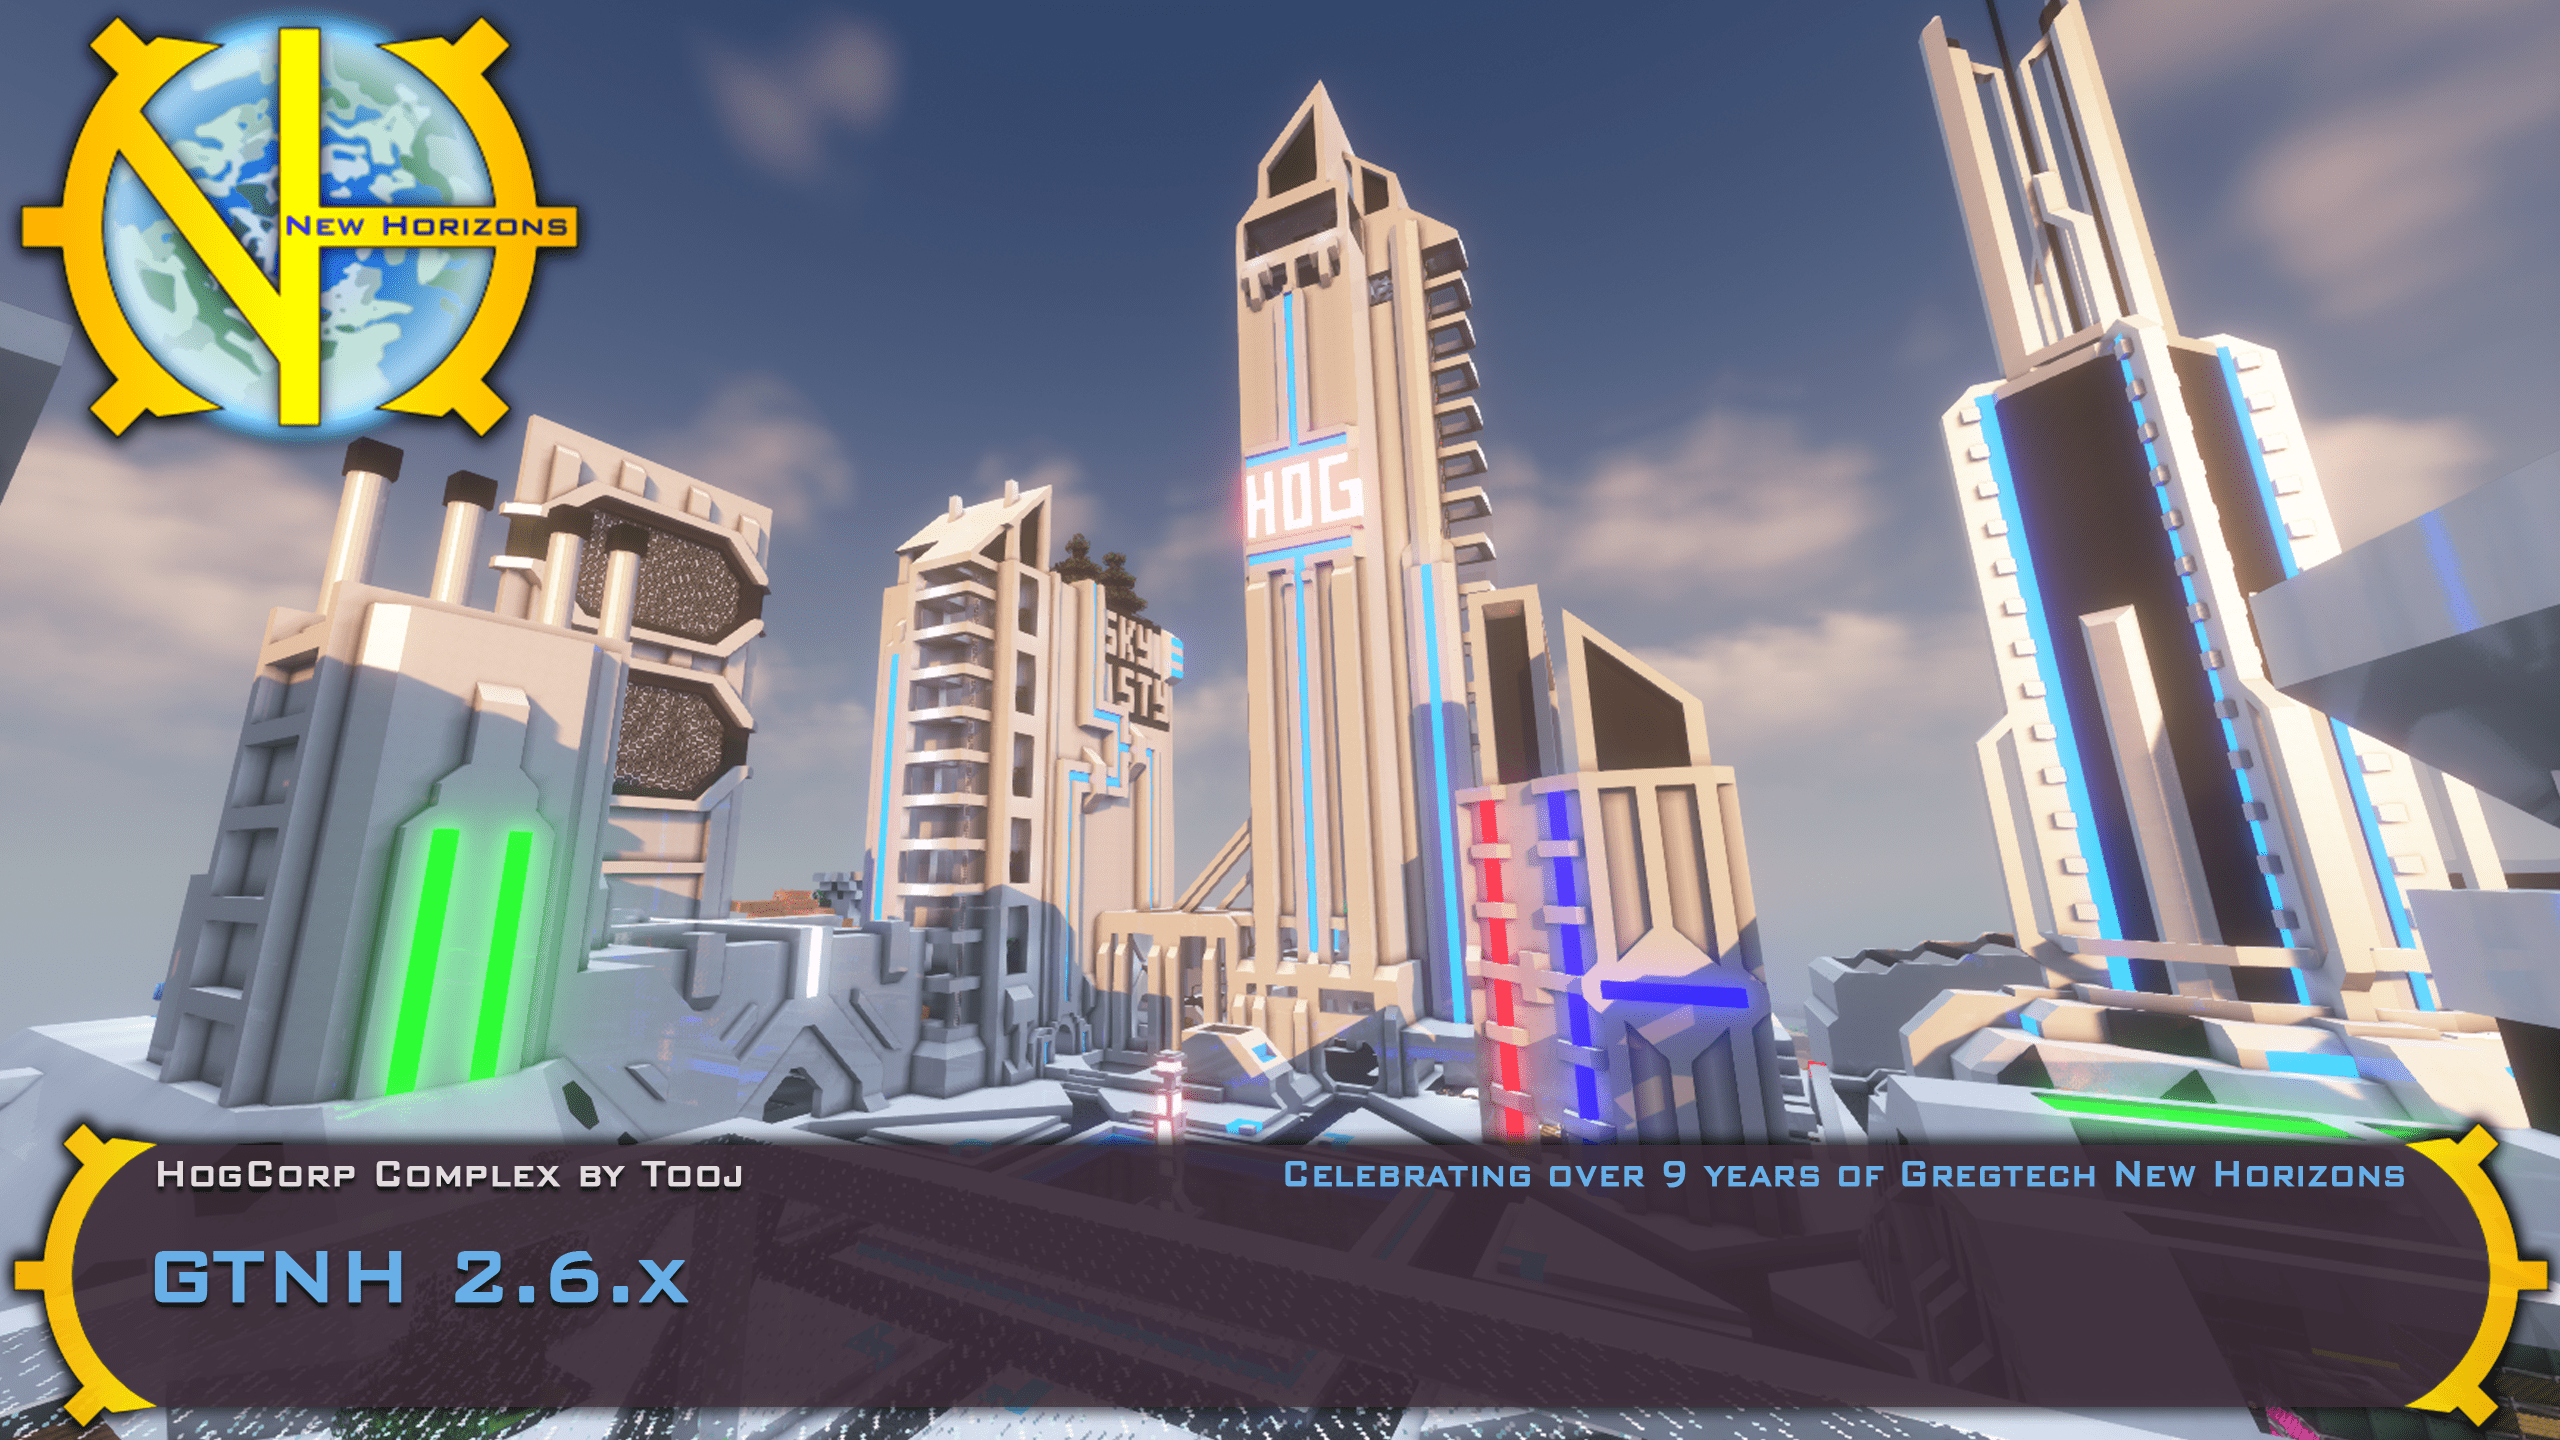 New Horizons
HOG
SKY
HogCorp Complex by Tooj
Celebrating over 9 years of Gregtech New Horizons
GTNH 2.6.x